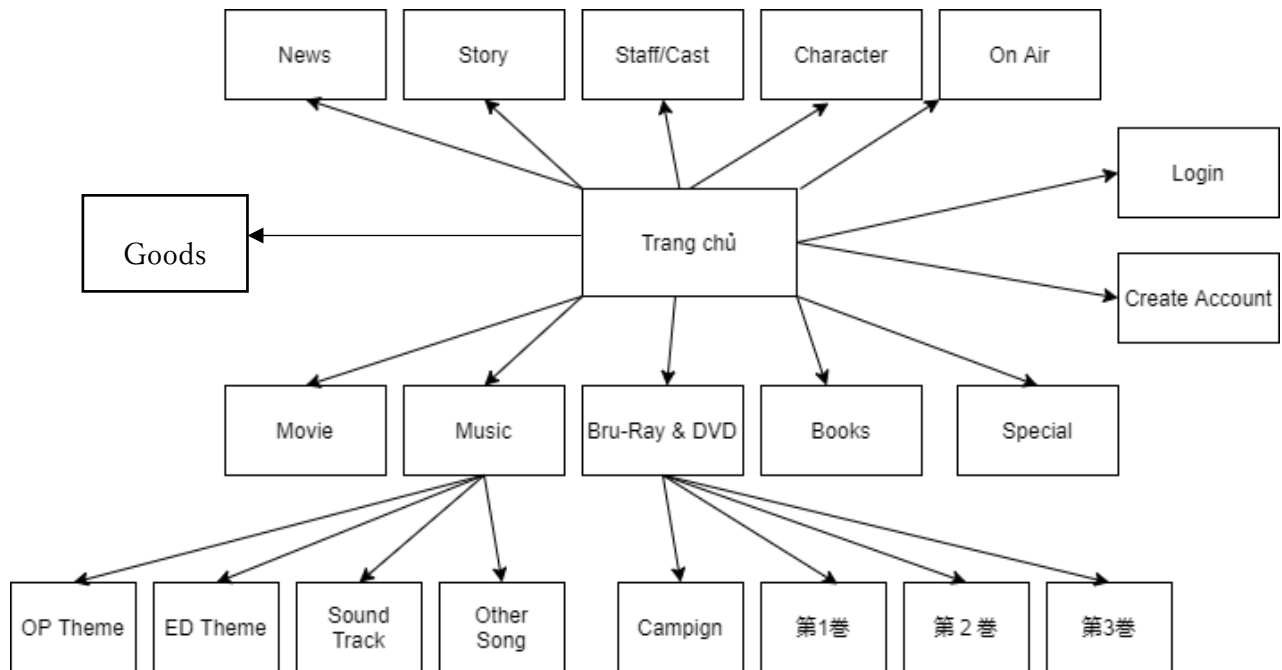 News
Story
Staff/Cast
Character
On Air
Login
Goods
Trang chủ
Create Account
Movie
Music
Bru-Ray & DVD
Books
Special
OP Theme
ED Theme
Sound
Track
Other
Song
Campign
第1巻
第２巻
第3巻